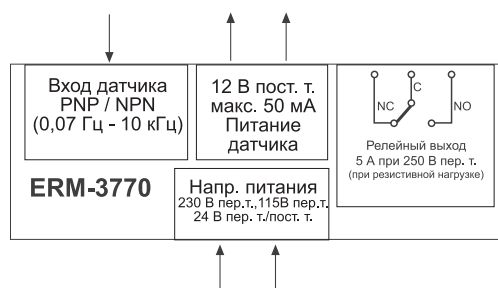 Вход датчика
PNP / NPN
(0,07 Гц - 10 кГц)
12 В пост. т.
макс. 50 мА
Питание
датчика
NC
C
NO
Релейный выход
5 А при 250 В пер. т.
(при резистивной нагрузке)
ERM-3770
Напр. питания
230 В пер.т.,115В пер.т.
24 В пер. т./пост. т.